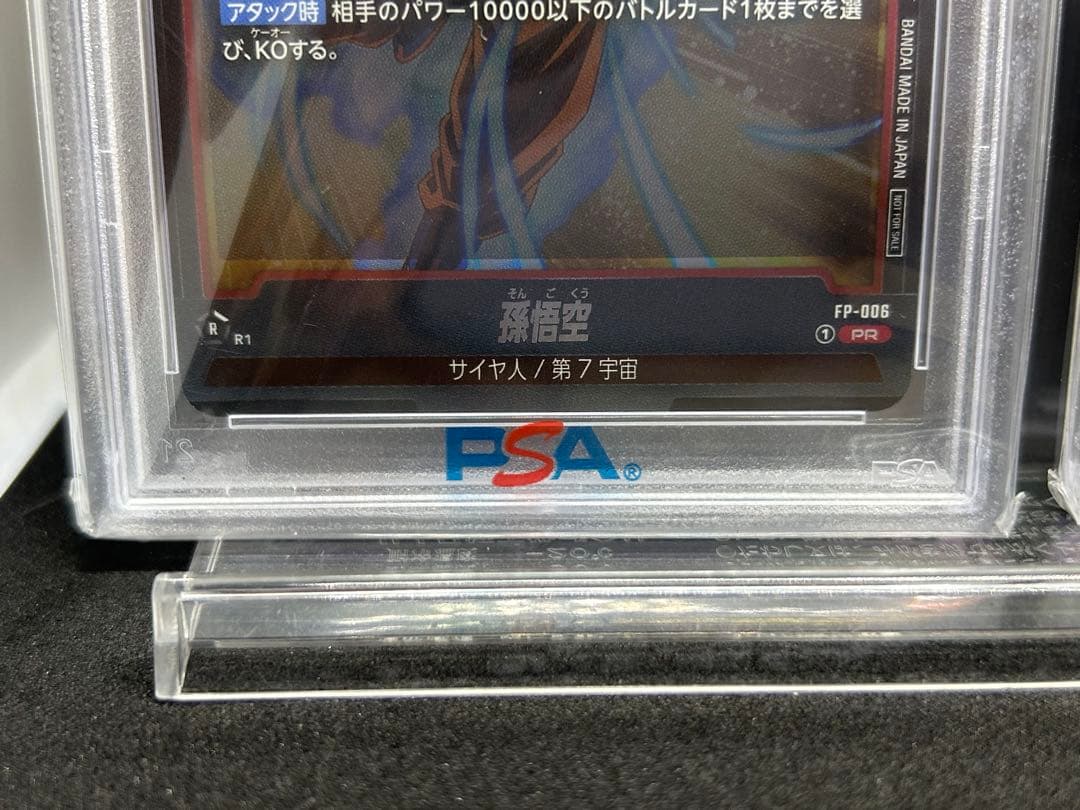 アタック時 相手のパワー10000以下のバトルカード1枚までを選
ケーオー
び、KOする。
BANDAI MADE IN JAPAN
NOT FOR SALE
そん ご くう
孫悟空
FP-006
R R1
① PR
サイヤ人 / 第7宇宙
PSA®
21
PSA